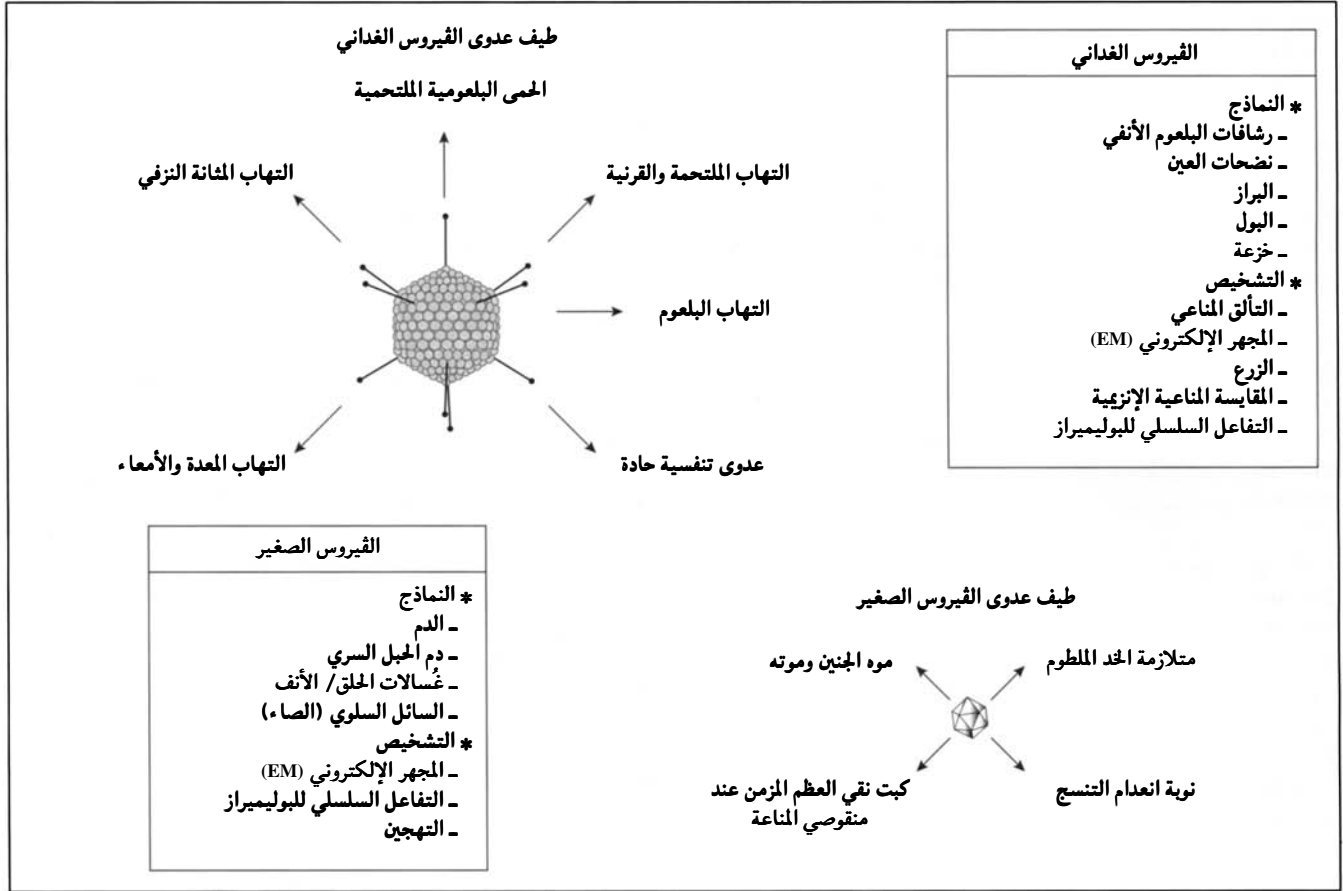 طيف عدوى الڤيروس الغداني
الحمى البلعومية الملتحمية
التهاب الملتحمة والقرنية
التهاب المثانة النزفي
التهاب البلعوم
عدوى تنفسية حادة
التهاب المعدة والأمعاء
الڤيروس الغداني
* النماذج
ـ رشافات البلعوم الأنفي
ـ نضحات العين
ـ البراز
ـ البول
ـ خزعة
* التشخيص
ـ التألق المناعي
ـ المجهر الإلكتروني (EM)
ـ الزرع
ـ المقايسة المناعية الإنزيمية
ـ التفاعل السلسلي للبوليميراز
طيف عدوى الڤيروس الصغير
متلازمة الخد الملطوم
موه الجنين وموته
نوبة انعدام التنسج
كبت نقي العظم المزمن عند
منقوصي المناعة
الڤيروس الصغير
* النماذج
ـ الدم
ـ دم الحبل السري
ـ غُسالات الحلق/ الأنف
ـ السائل السلوي (الصاء)
* التشخيص
ـ المجهر الإلكتروني (EM)
ـ التفاعل السلسلي للبوليميراز
ـ التهجين